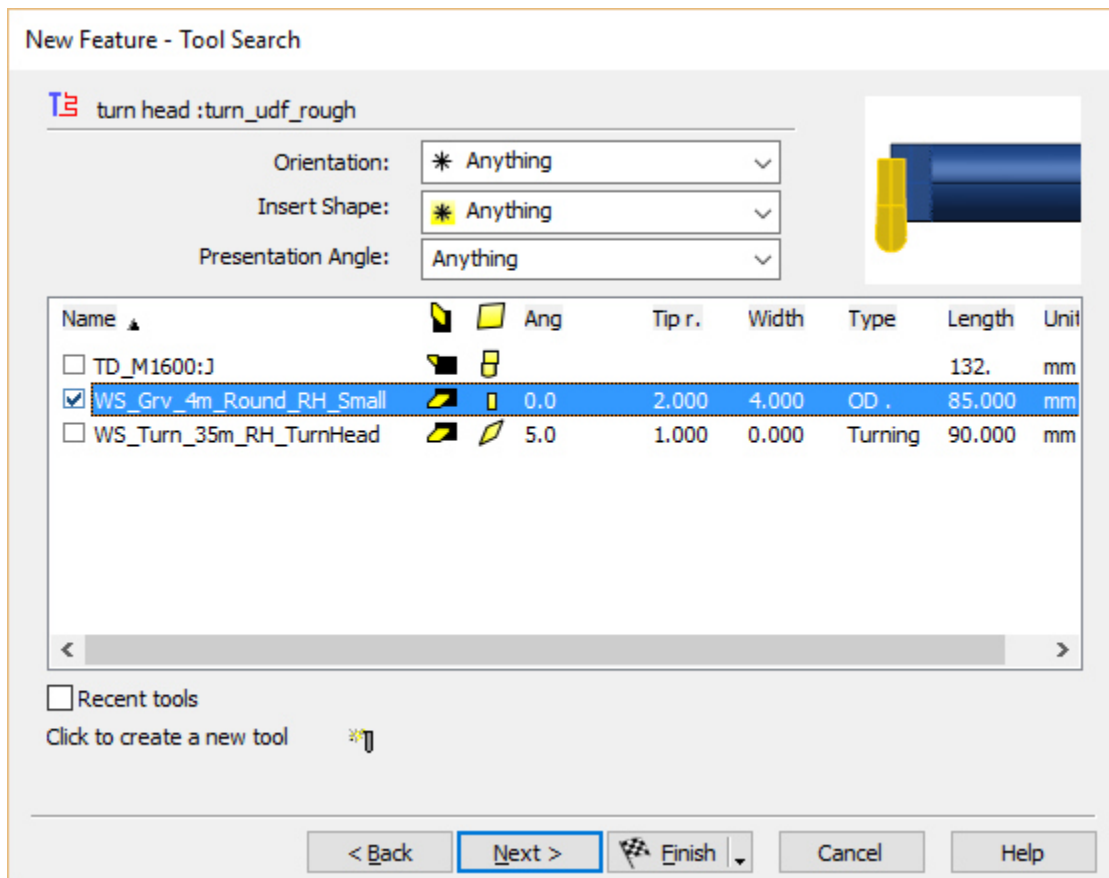 New Feature - Tool Search
turn head :turn_udf_rough
Orientation: Anything
Insert Shape: Anything
Presentation Angle: Anything
Name Ang Tip r. Width Type Length Unit
TD_M1600:J 132. mm
WS_Grv_4m_Round_RH_Small 0.0 2.000 4.000 OD . 85.000 mm
WS_Turn_35m_RH_TurnHead 5.0 1.000 0.000 Turning 90.000 mm
Recent tools
Click to create a new tool
< Back Next > Finish Cancel Help